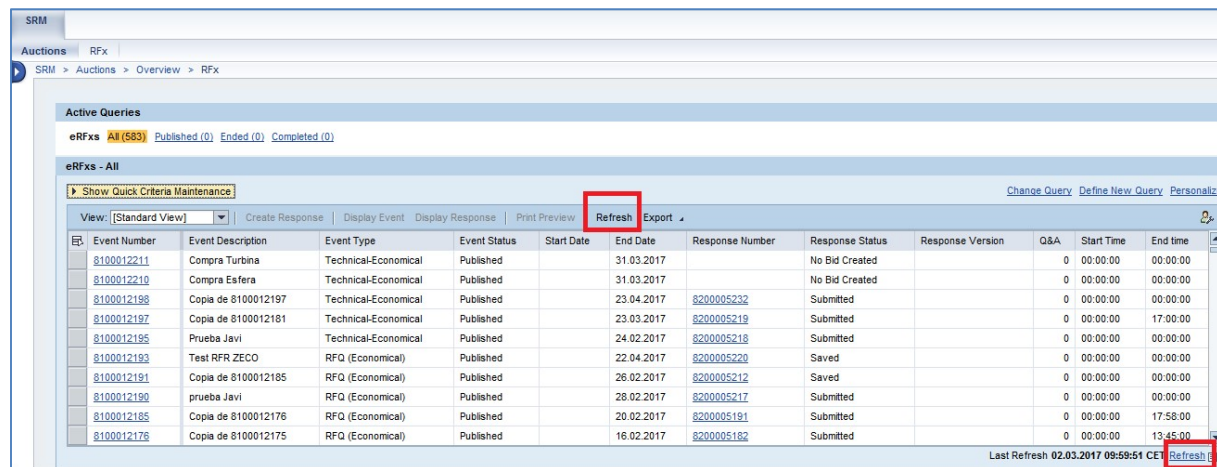 SRM
Auctions RFx
SRM > Auctions > Overview > RFx
Active Queries
eRFxs All (583) Published (0) Ended (0) Completed (0)
eRFxs - All
Show Quick Criteria Maintenance Change Query Define New Query Personaliz
View: [Standard View] Create Response Display Event Display Response Print Preview Refresh Export
Event Number Event Description Event Type Event Status Start Date End Date Response Number Response Status Response Version Q&A Start Time End time
8100012211 Compra Turbina Technical-Economical Published 31.03.2017 No Bid Created 0 00:00:00 00:00:00
8100012210 Compra Esfera Technical-Economical Published 31.03.2017 No Bid Created 0 00:00:00 00:00:00
8100012198 Copia de 8100012197 Technical-Economical Published 23.04.2017 8200005232 Submitted 0 00:00:00 00:00:00
8100012197 Copia de 8100012181 Technical-Economical Published 23.03.2017 8200005219 Submitted 0 00:00:00 17:00:00
8100012195 Prueba Javi Technical-Economical Published 24.02.2017 8200005218 Submitted 0 00:00:00 00:00:00
8100012193 Test RFR ZECO RFQ (Economical) Published 22.04.2017 8200005220 Saved 0 00:00:00 00:00:00
8100012191 Copia de 8100012185 RFQ (Economical) Published 26.02.2017 8200005212 Saved 0 00:00:00 00:00:00
8100012190 prueba Javi RFQ (Economical) Published 28.02.2017 8200005217 Submitted 0 00:00:00 00:00:00
8100012185 Copia de 8100012176 RFQ (Economical) Published 20.02.2017 8200005191 Submitted 0 00:00:00 17:58:00
8100012176 Copia de 8100012175 RFQ (Economical) Published 16.02.2017 8200005182 Submitted 0 00:00:00 13:45:00
Last Refresh 02.03.2017 09:59:51 CET Refresh